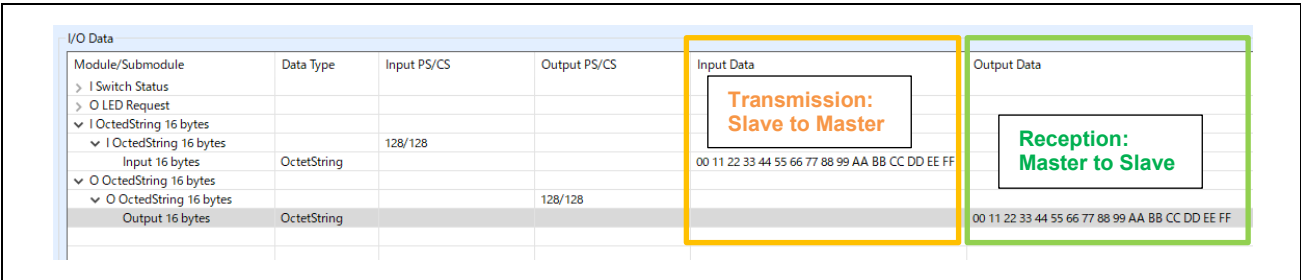 I/O Data
Module/Submodule Data Type Input PS/CS Output PS/CS Input Data Output Data
> I Switch Status
> O LED Request
Transmission:
Slave to Master
Reception:
Master to Slave
I OctedString 16 bytes
I OctedString 16 bytes 128/128
Input 16 bytes OctetString 00 11 22 33 44 55 66 77 88 99 AA BB CC DD EE FF
O OctedString 16 bytes
O OctedString 16 bytes 128/128
Output 16 bytes OctetString 00 11 22 33 44 55 66 77 88 99 AA BB CC DD EE FF